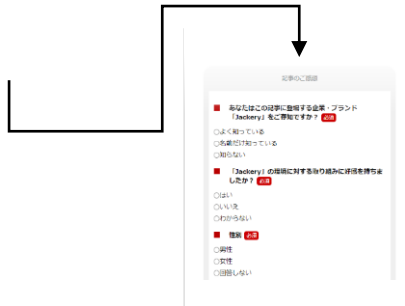 記事のご感想
あなたはこの記事に登場する企業・ブランド
「Jackery」をご存知ですか？ 必須
よく知っている
名前だけ知っている
知らない
「Jackery」の環境に対する取り組みに好感を持ちま
したか？ 必須
はい
いいえ
わからない
性別 必須
男性
女性
回答しない